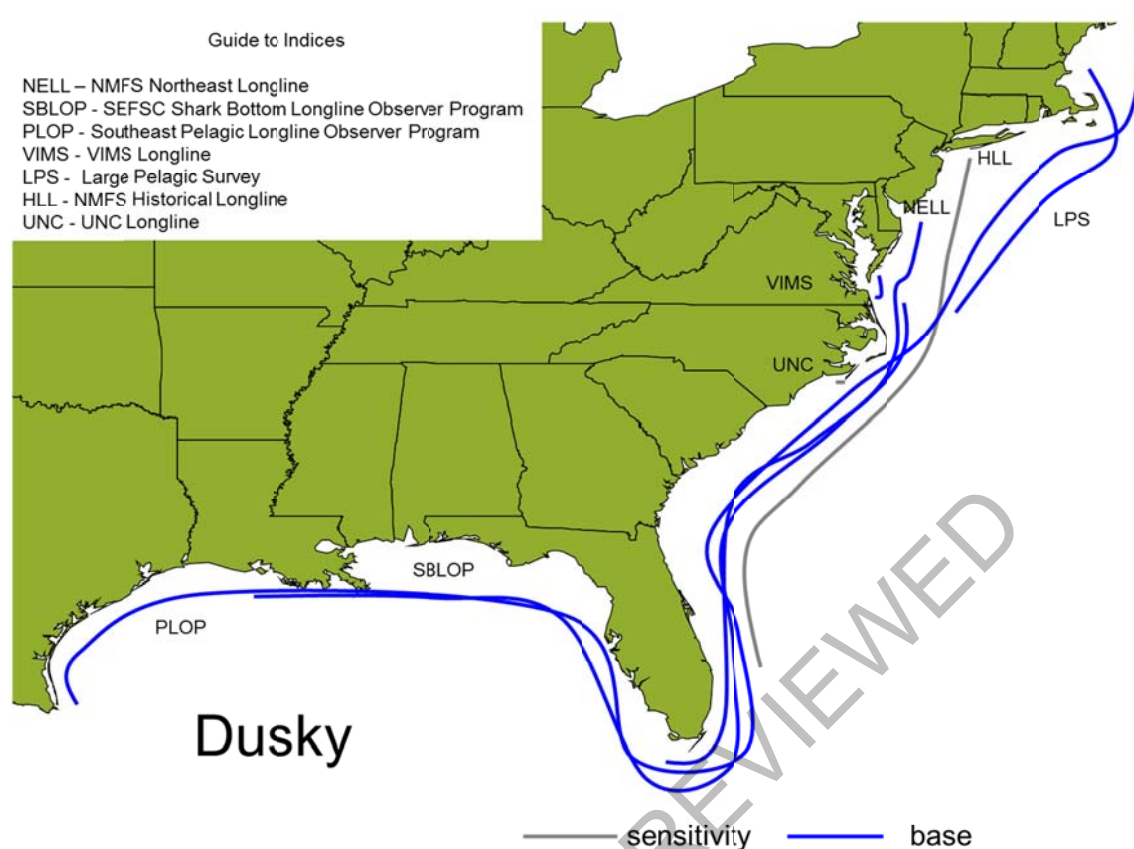 Guide to Indices
NELL – NMFS Northeast Longline
SBLOP - SEFSC Shark Bottom Longline Observer Program
PLOP - Southeast Pelagic Longline Observer Program
VIMS - VIMS Longline
LPS - Large Pelagic Survey
HLL - NMFS Historical Longline
UNC - UNC Longline
HLL
NELL
LPS
VIMS
UNC
SBLOP
PLOP
Dusky
REVIEWED
sensitivity
base